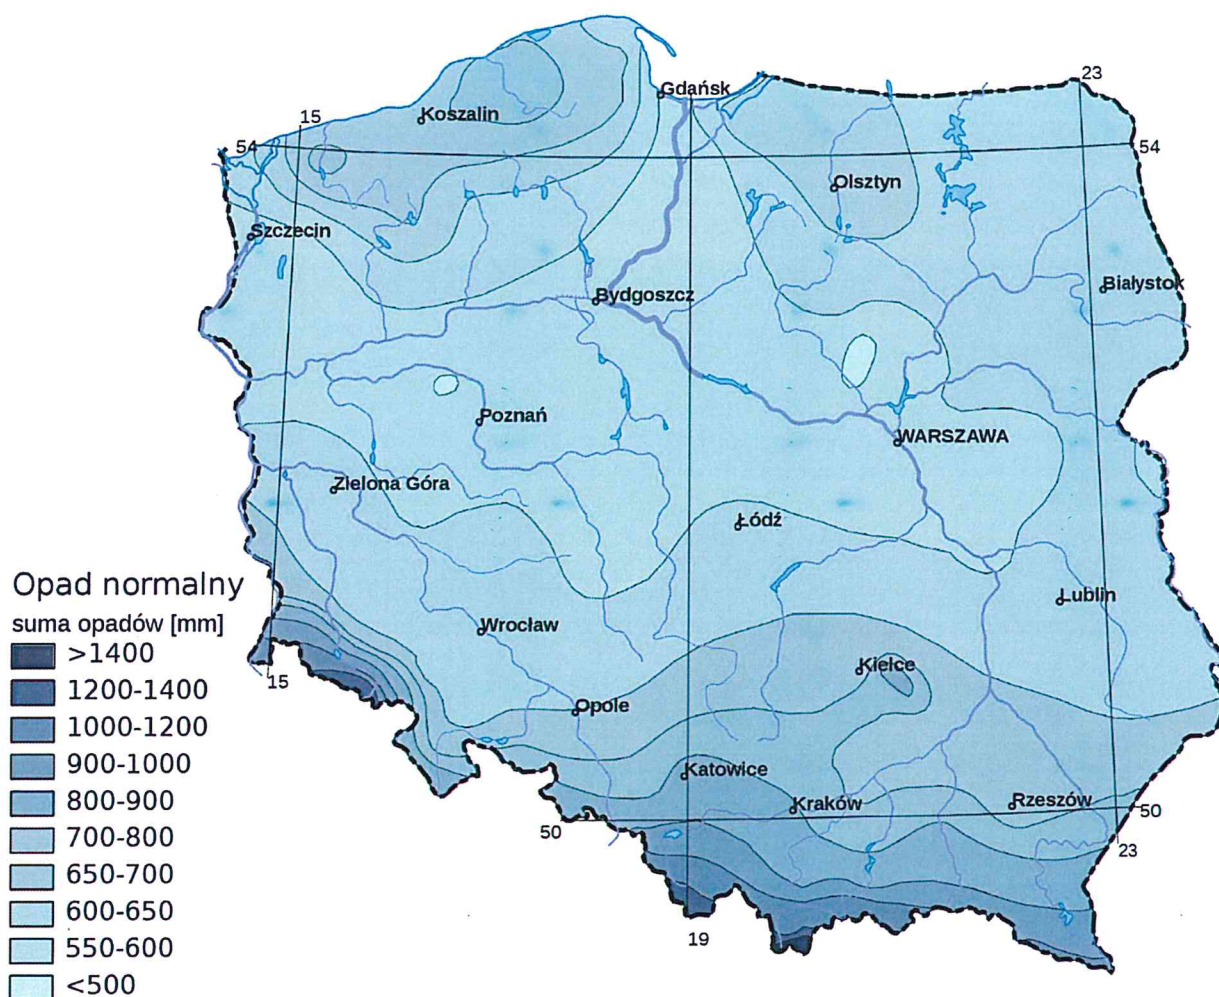 23
Gdańsk
Koszalin
15
54
54
Olsztyn
Szczecin
Białystok
Bydgoszcz
Poznań
WARSZAWA
Zielona Góra
Łódź
Opad normalny
suma opadów [mm]
>1400
1200-1400
1000-1200
900-1000
800-900
700-800
650-700
600-650
550-600
<500
Lublin
Wrocław
Kielce
15
Opole
Katowice
Kraków
Rzeszów
50
50
23
19